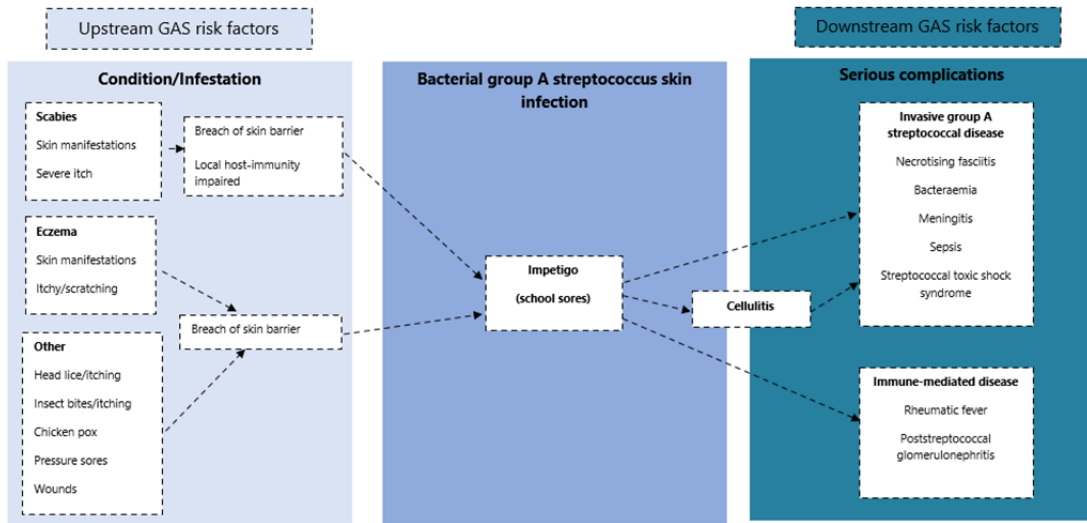 Upstream GAS risk factors
Downstream GAS risk factors
Condition/Infestation
Scabies
Skin manifestations
Severe itch
Breach of skin barrier
Local host-immunity
impaired
Eczema
Skin manifestations
Itchy/scratching
Breach of skin barrier
Other
Head lice/itching
Insect bites/itching
Chicken pox
Pressure sores
Wounds
Bacterial group A streptococcus skin
infection
Impetigo
(school sores)
Cellulitis
Serious complications
Invasive group A
streptococcal disease
Necrotising fasciitis
Bacteraemia
Meningitis
Sepsis
Streptococcal toxic shock
syndrome
Immune-mediated disease
Rheumatic fever
Poststreptococcal
glomerulonephritis